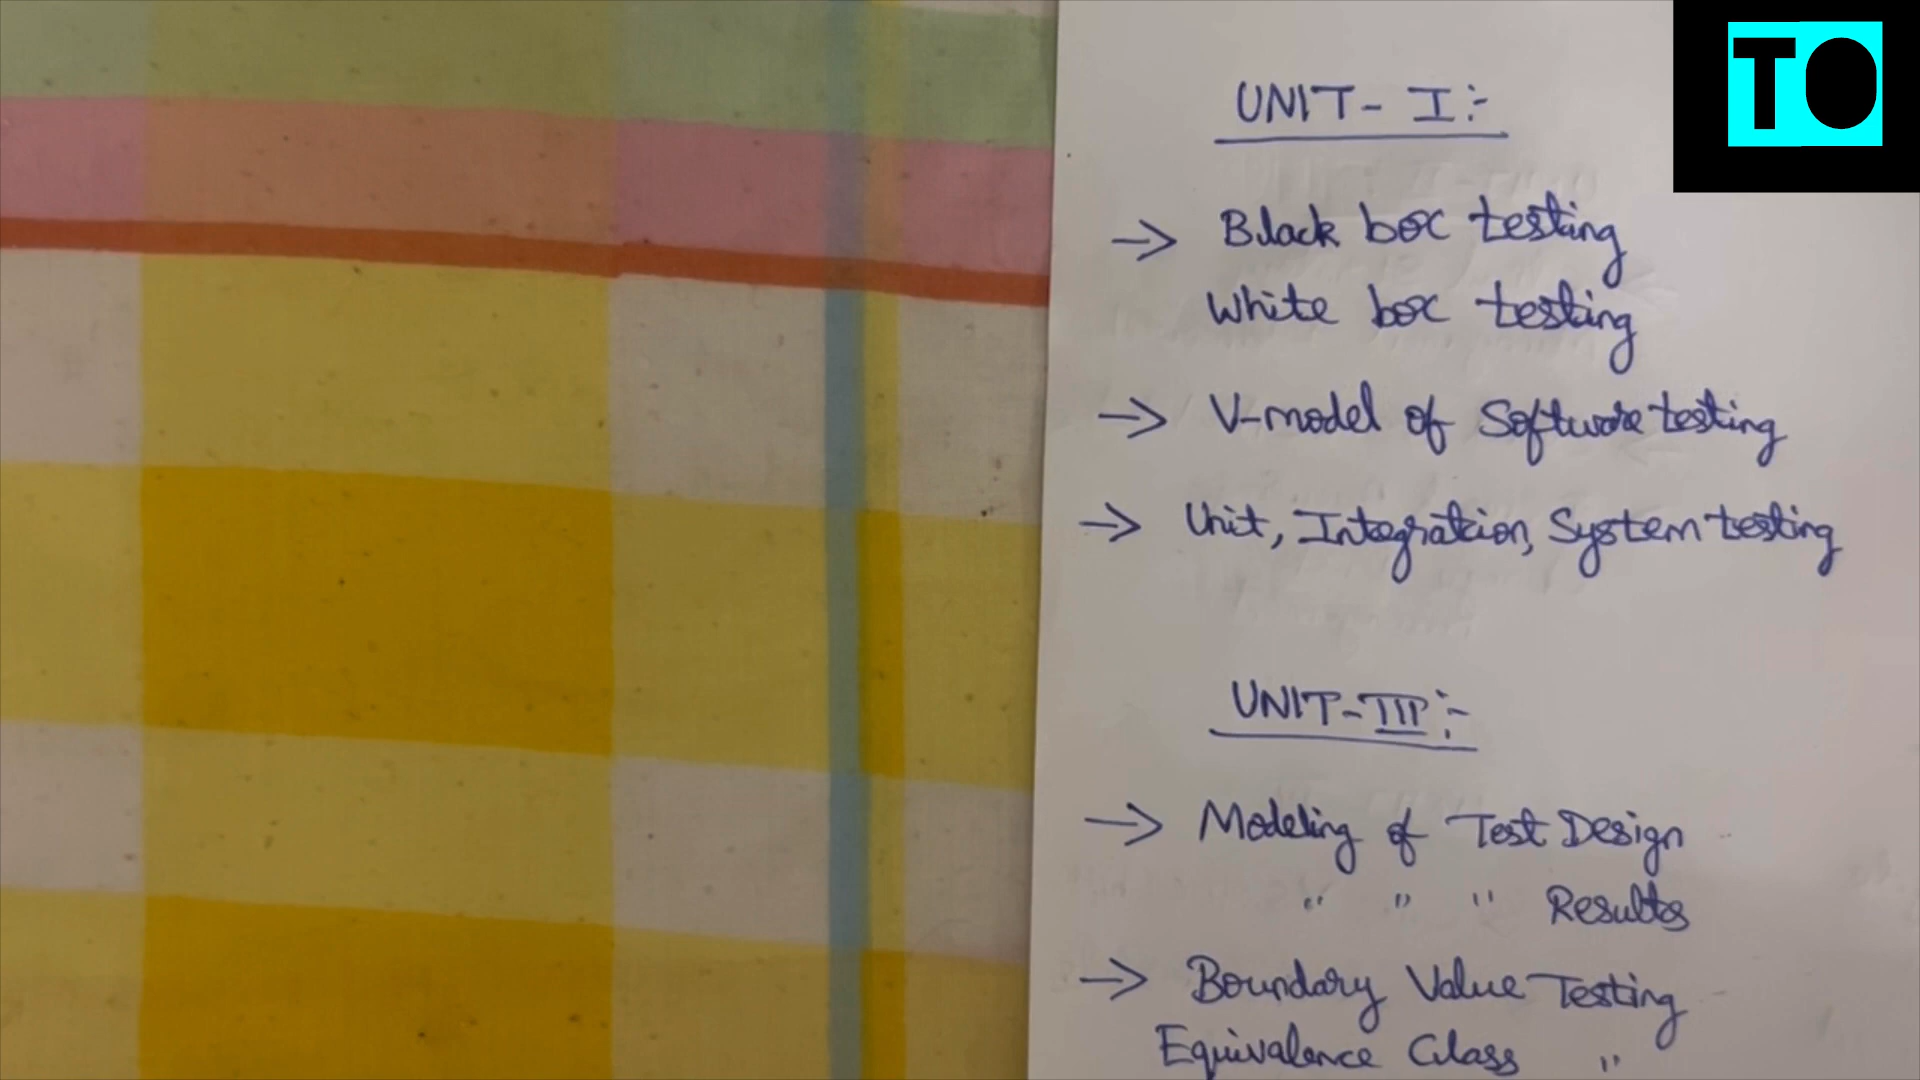 TO
UNIT- I:-
→ Black box testing
White box testing
→ V-model of Software testing
→ Unit, Integration, System testing
UNIT-III:-
→ Modeling of Test Design
" " " Results
→ Boundary Value Testing
Equivalence Class "